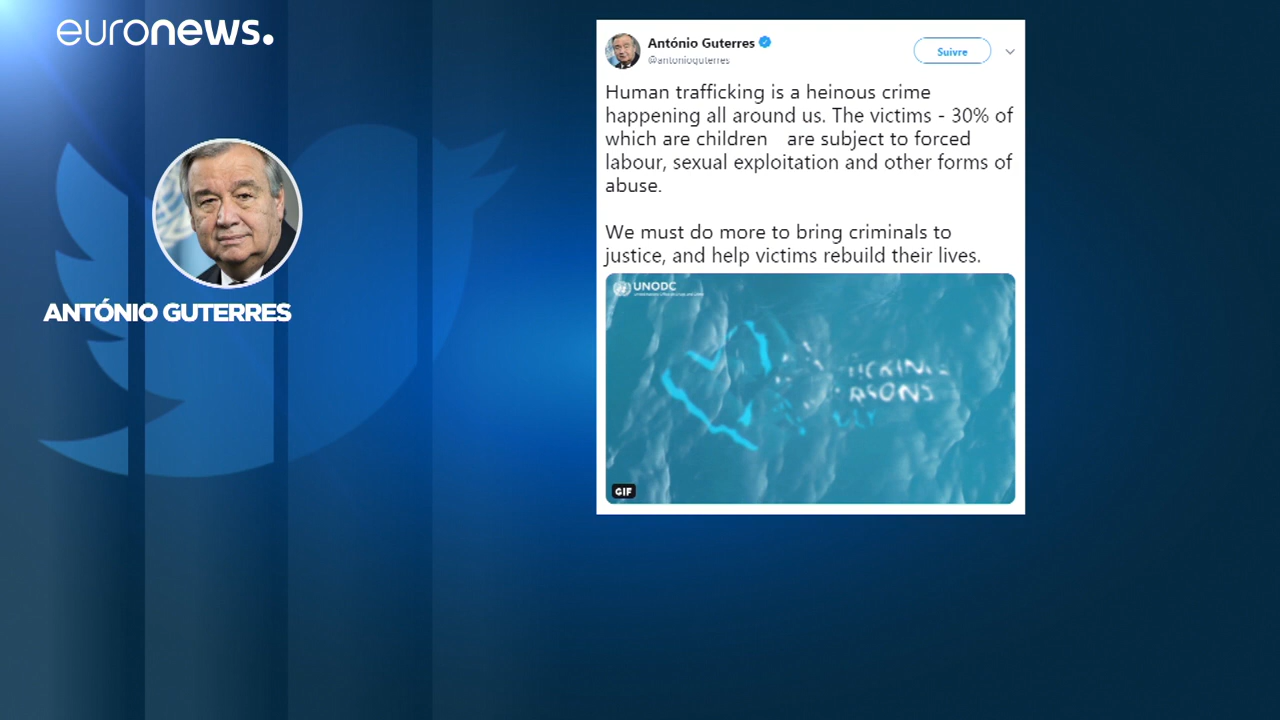 euronews.
António Guterres
@antonioguterres
Suivre
Human trafficking is a heinous crime
happening all around us. The victims - 30% of
which are children are subject to forced
labour, sexual exploitation and other forms of
abuse.
We must do more to bring criminals to
justice, and help victims rebuild their lives.
UNODC
GIF
ANTÓNIO GUTERRES